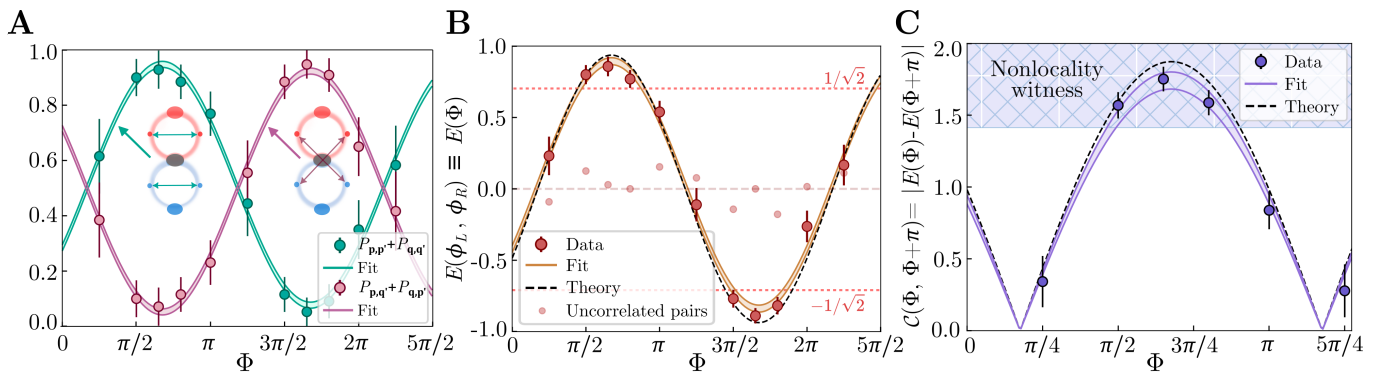 A
1.0
0.8
0.6
0.4
0.2
0.0
0
π/2
π
3π/2
2π
5π/2
Φ
P_{p,p'}+P_{q,q'}
Fit
P_{p,q'}+P_{q,p'}
Fit
B
E(ϕ_L, ϕ_R) ≡ E(Φ)
1.0
0.5
0.0
-0.5
-1.0
1/√2
−1/√2
Data
Fit
Theory
Uncorrelated pairs
0
π/2
π
3π/2
2π
5π/2
Φ
C
C(Φ, Φ+π)= |E(Φ)-E(Φ+π)|
2.0
1.5
1.0
0.5
0.0
Nonlocality
witness
Data
Fit
Theory
0
π/4
π/2
3π/4
π
5π/4
Φ